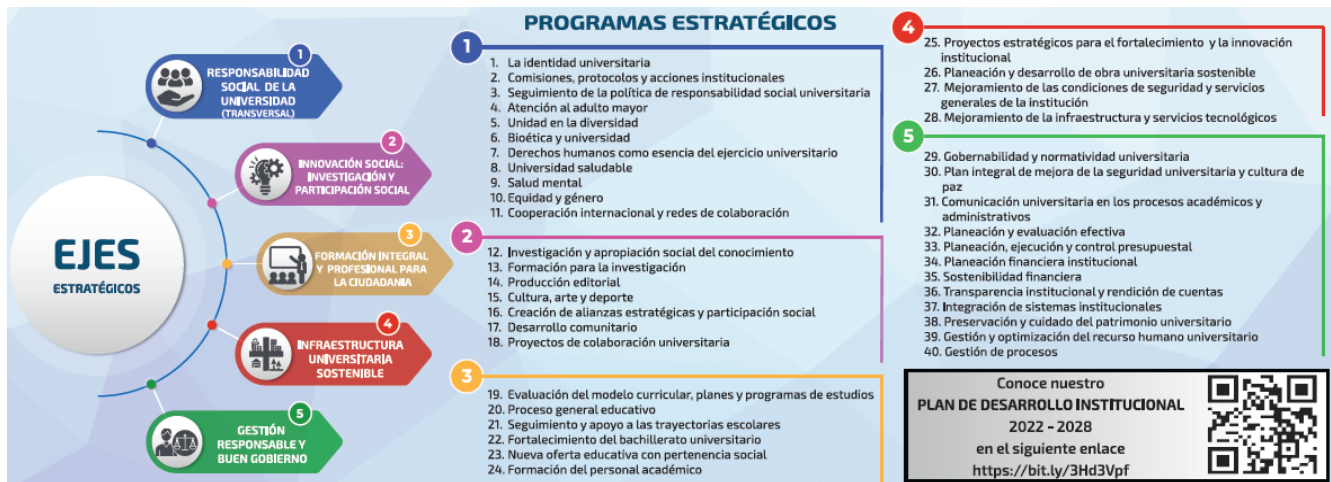 EJES
ESTRATÉGICOS
1
RESPONSABILIDAD
SOCIAL DE LA
UNIVERSIDAD
(TRANSVERSAL)
2
INNOVACIÓN SOCIAL:
INVESTIGACIÓN Y
PARTICIPACIÓN SOCIAL
3
FORMACIÓN INTEGRAL
Y PROFESIONAL PARA
LA CIUDADANIA
4
INFRAESTRUCTURA
UNIVERSITARIA
SOSTENIBLE
5
GESTIÓN
RESPONSABLE Y
BUEN GOBIERNO
PROGRAMAS ESTRATÉGICOS
1
1. La identidad universitaria
2. Comisiones, protocolos y acciones institucionales
3. Seguimiento de la política de responsabilidad social universitaria
4. Atención al adulto mayor
5. Unidad en la diversidad
6. Bioética y universidad
7. Derechos humanos como esencia del ejercicio universitario
8. Universidad saludable
9. Salud mental
10. Equidad y género
11. Cooperación internacional y redes de colaboración
2
12. Investigación y apropiación social del conocimiento
13. Formación para la investigación
14. Producción editorial
15. Cultura, arte y deporte
16. Creación de alianzas estratégicas y participación social
17. Desarrollo comunitario
18. Proyectos de colaboración universitaria
3
19. Evaluación del modelo curricular, planes y programas de estudios
20. Proceso general educativo
21. Seguimiento y apoyo a las trayectorias escolares
22. Fortalecimiento del bachillerato universitario
23. Nueva oferta educativa con pertenencia social
24. Formación del personal académico
4
25. Proyectos estratégicos para el fortalecimiento y la innovación
institucional
26. Planeación y desarrollo de obra universitaria sostenible
27. Mejoramiento de las condiciones de seguridad y servicios
generales de la institución
28. Mejoramiento de la infraestructura y servicios tecnológicos
5
29. Gobernabilidad y normatividad universitaria
30. Plan integral de mejora de la seguridad universitaria y cultura de
paz
31. Comunicación universitaria en los procesos académicos y
administrativos
32. Planeación y evaluación efectiva
33. Planeación, ejecución y control presupuestal
34. Planeación financiera institucional
35. Sostenibilidad financiera
36. Transparencia institucional y rendición de cuentas
37. Integración de sistemas institucionales
38. Preservación y cuidado del patrimonio universitario
39. Gestión y optimización del recurso humano universitario
40. Gestión de procesos
Conoce nuestro
PLAN DE DESARROLLO INSTITUCIONAL
2022 - 2028
en el siguiente enlace
https://bit.ly/3Hd3Vpf